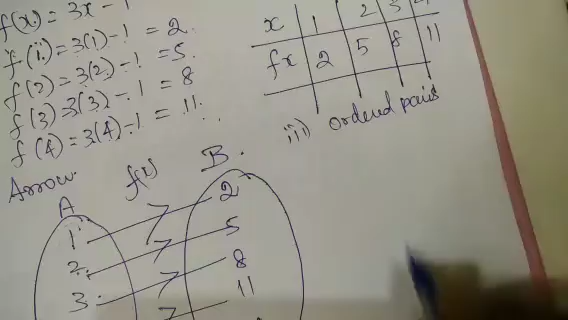 f(x) = 3x - 1
f(1) = 3(1) - 1 = 2.
f(2) = 3(2) - 1 = 5.
f(3) = 3(3) - 1 = 8
f(4) = 3(4) - 1 = 11.
x 1 2 3 4
fx 2 5 8 11
iii) ordered pairs
Arrow.
f(x)
A B.
1 2
2. 5
3. 8
11